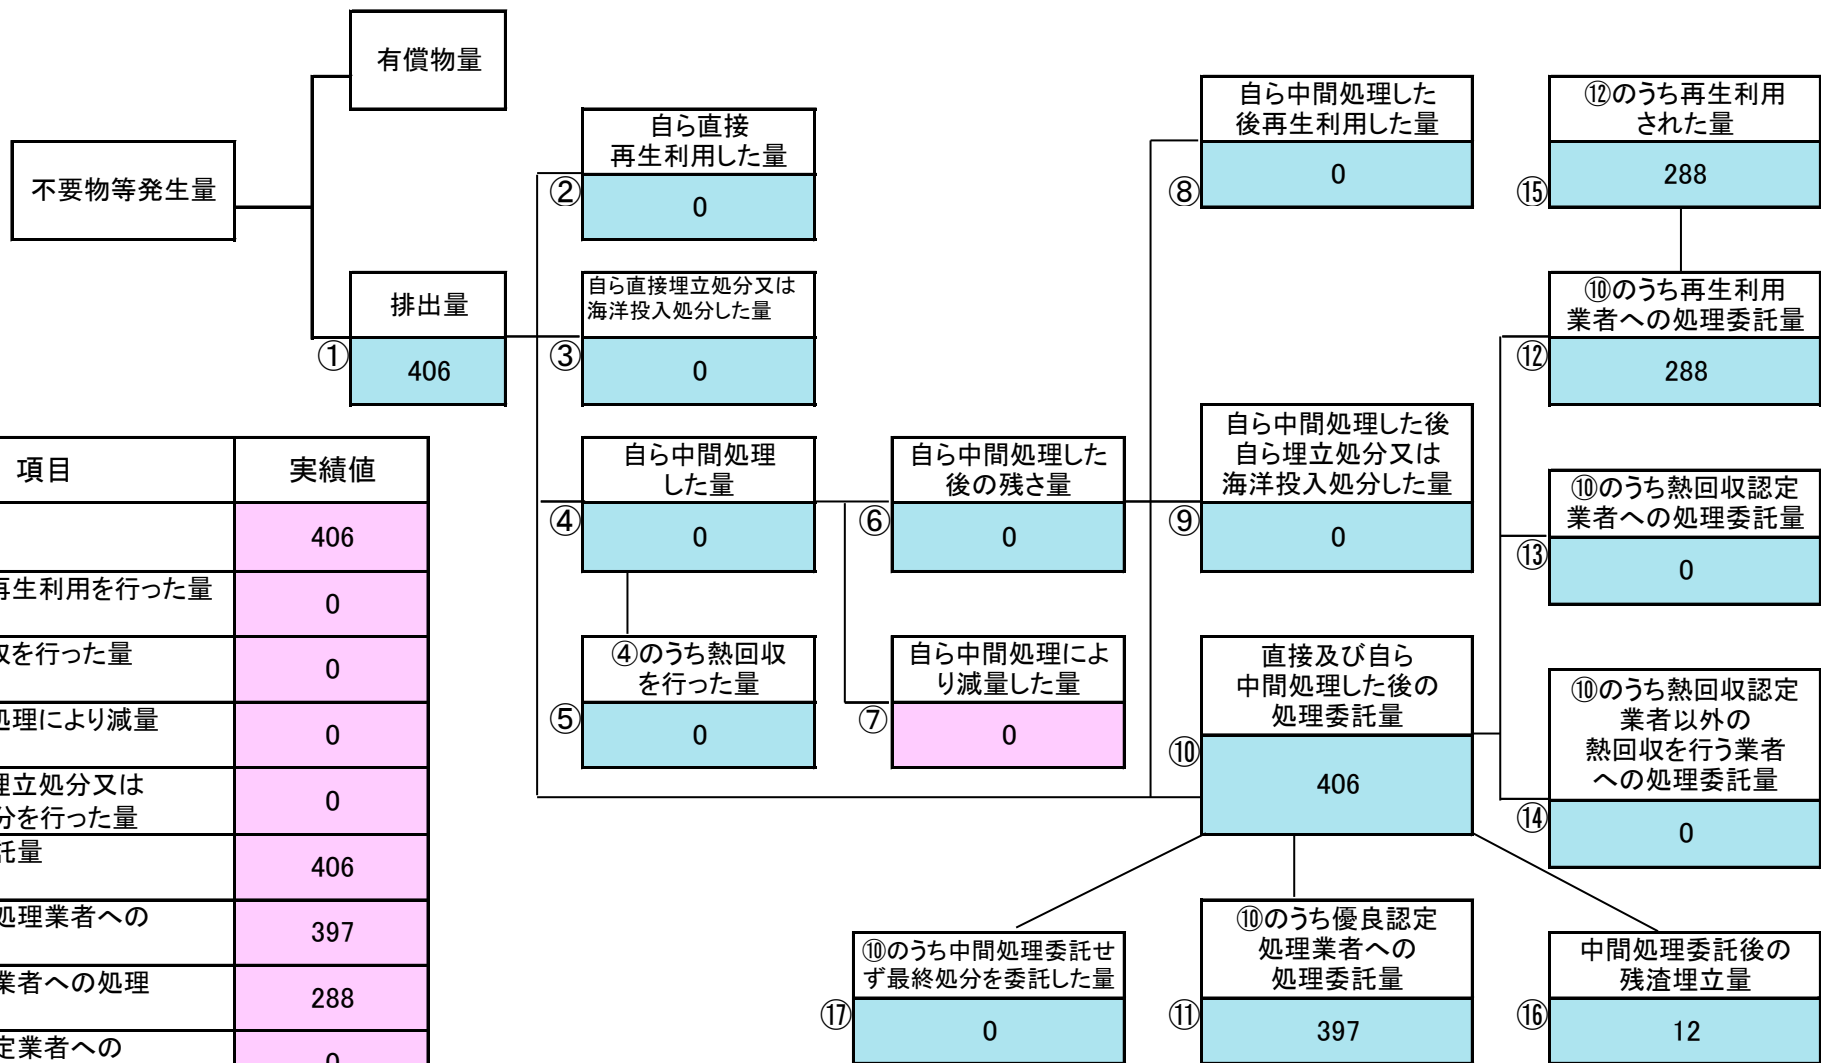 有償物量
不要物等発生量
排出量
①
406
自ら直接
再生利用した量
②
0
自ら直接埋立処分又は
海洋投入処分した量
③
0
自ら中間処理
した量
④
0
④のうち熱回収
を行った量
⑤
0
自ら中間処理した
後の残さ量
⑥
0
自ら中間処理によ
り減量した量
⑦
0
自ら中間処理した
後再生利用した量
⑧
0
自ら中間処理した後
自ら埋立処分又は
海洋投入処分した量
⑨
0
直接及び自ら
中間処理した後の
処理委託量
⑩
406
⑫のうち再生利用
された量
⑮
288
⑩のうち再生利用
業者への処理委託量
⑫
288
⑩のうち熱回収認定
業者への処理委託量
⑬
0
⑩のうち熱回収認定
業者以外の
熱回収を行う業者
への処理委託量
⑭
0
⑩のうち中間処理委託せ
ず最終処分を委託した量
⑰
0
⑩のうち優良認定
処理業者への
処理委託量
⑪
397
中間処理委託後の
残渣埋立量
⑯
12
項目 実績値
406
再生利用を行った量 0
を行った量 0
処理により減量 0
埋立処分又は
を行った量 0
託量 406
処理業者への 397
業者への処理 288
定業者への 0